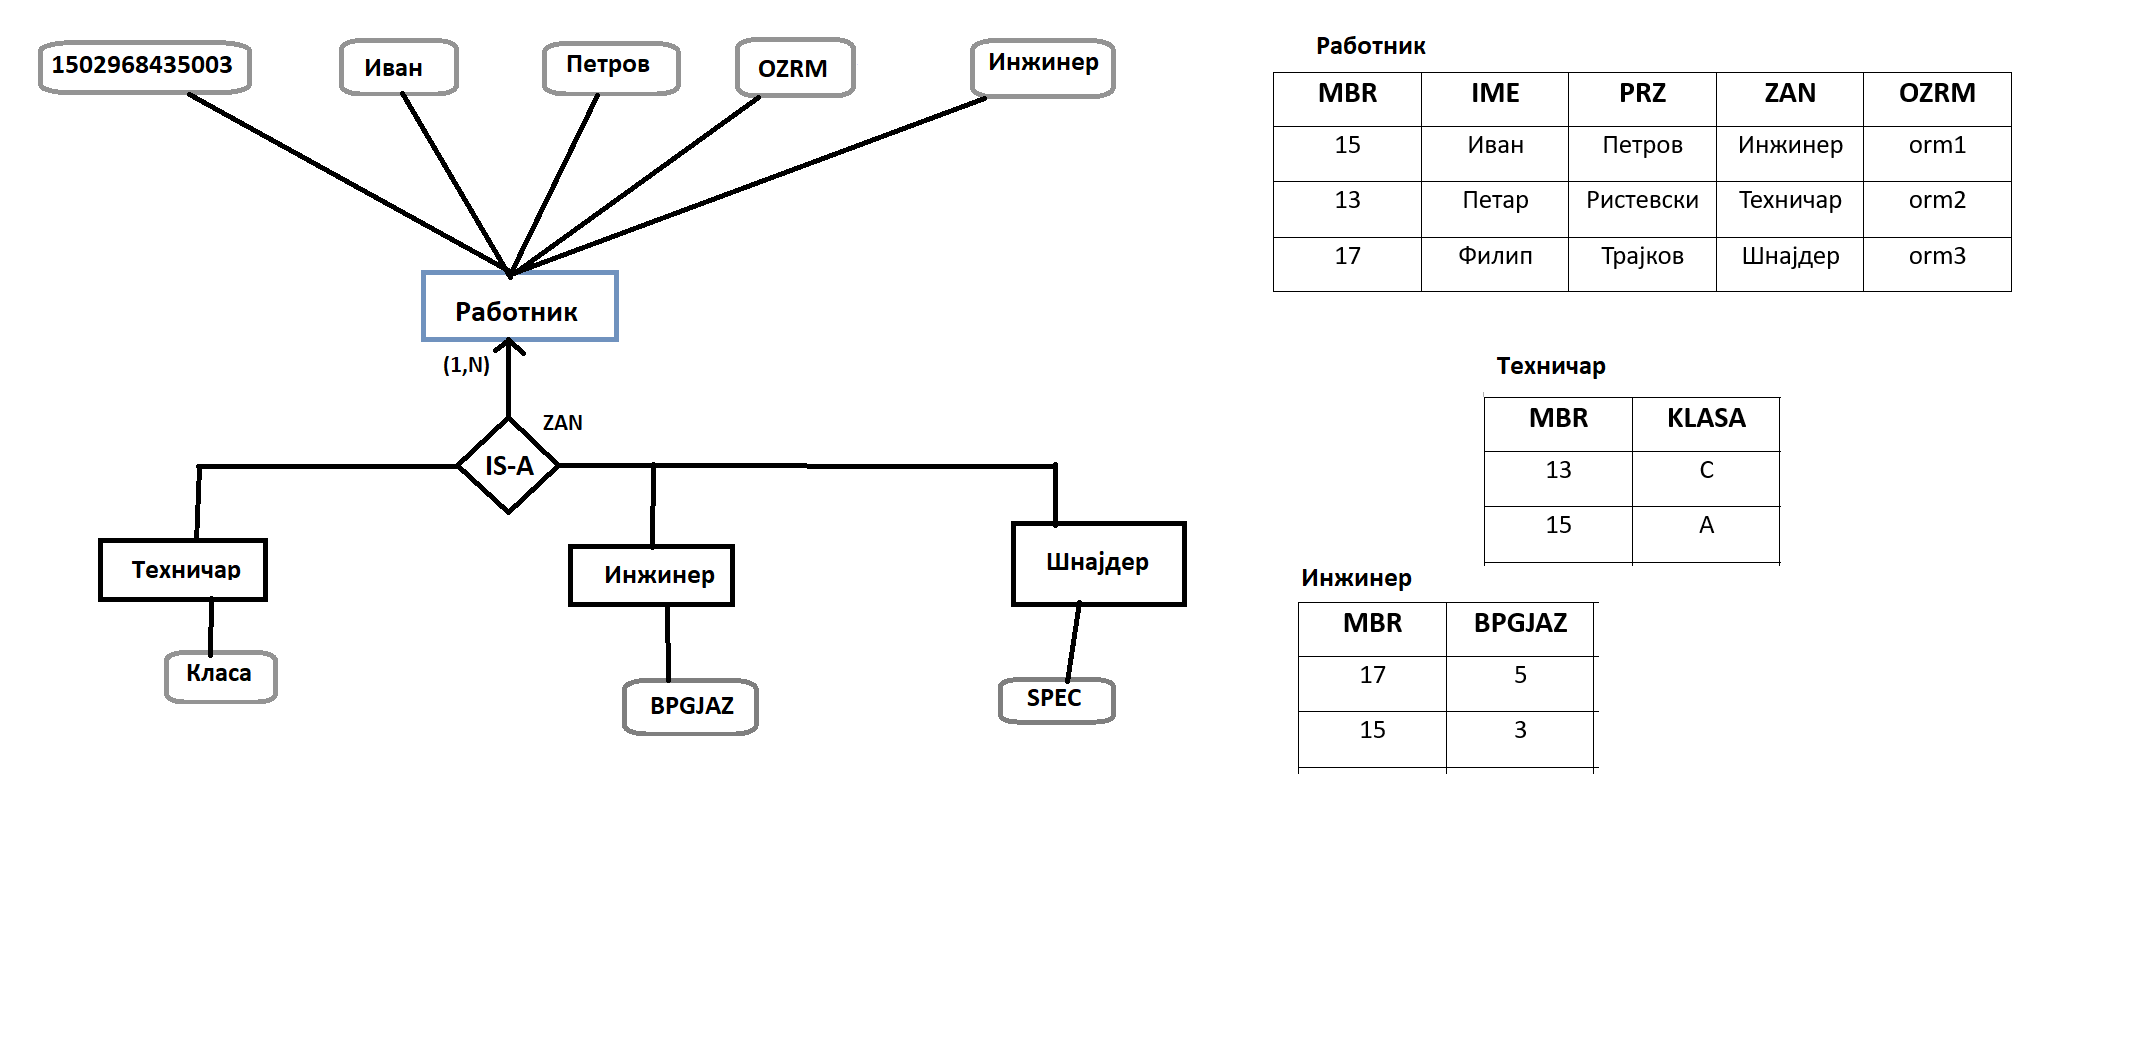 1502968435003
Иван
Петров
OZRM
Инжинер
Работник
(1,N)
ZAN
IS-A
Техничар
Инжинер
Шнајдер
Класа
BPGJAZ
SPEC
Работник
MBR IME PRZ ZAN OZRM
15 Иван Петров Инжинер orm1
13 Петар Ристевски Техничар orm2
17 Филип Трајков Шнајдер orm3
Техничар
MBR KLASA
13 C
15 A
Инжинер
MBR BPGJAZ
17 5
15 3